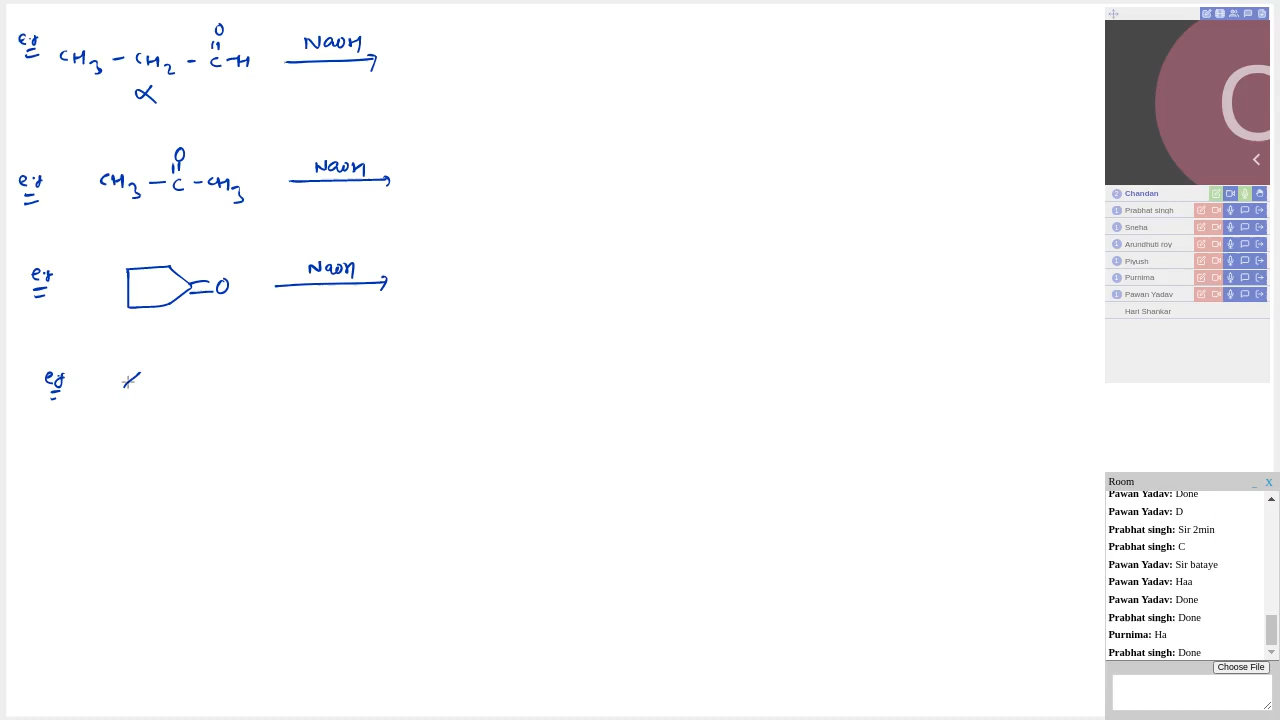 e.g CH3 - CH2 - C - H NaOH
O
α
e.g CH3 - C - CH3 NaOH
O
e.g =O NaOH
e.g
C
Chandan
Prabhat singh
Sneha
Arundhuti roy
Piyush
Purnima
Pawan Yadav
Hari Shankar
Room _ X
Pawan Yadav: Done
Pawan Yadav: D
Prabhat singh: Sir 2min
Prabhat singh: C
Pawan Yadav: Sir bataye
Pawan Yadav: Haa
Pawan Yadav: Done
Prabhat singh: Done
Purnima: Ha
Prabhat singh: Done
Choose File